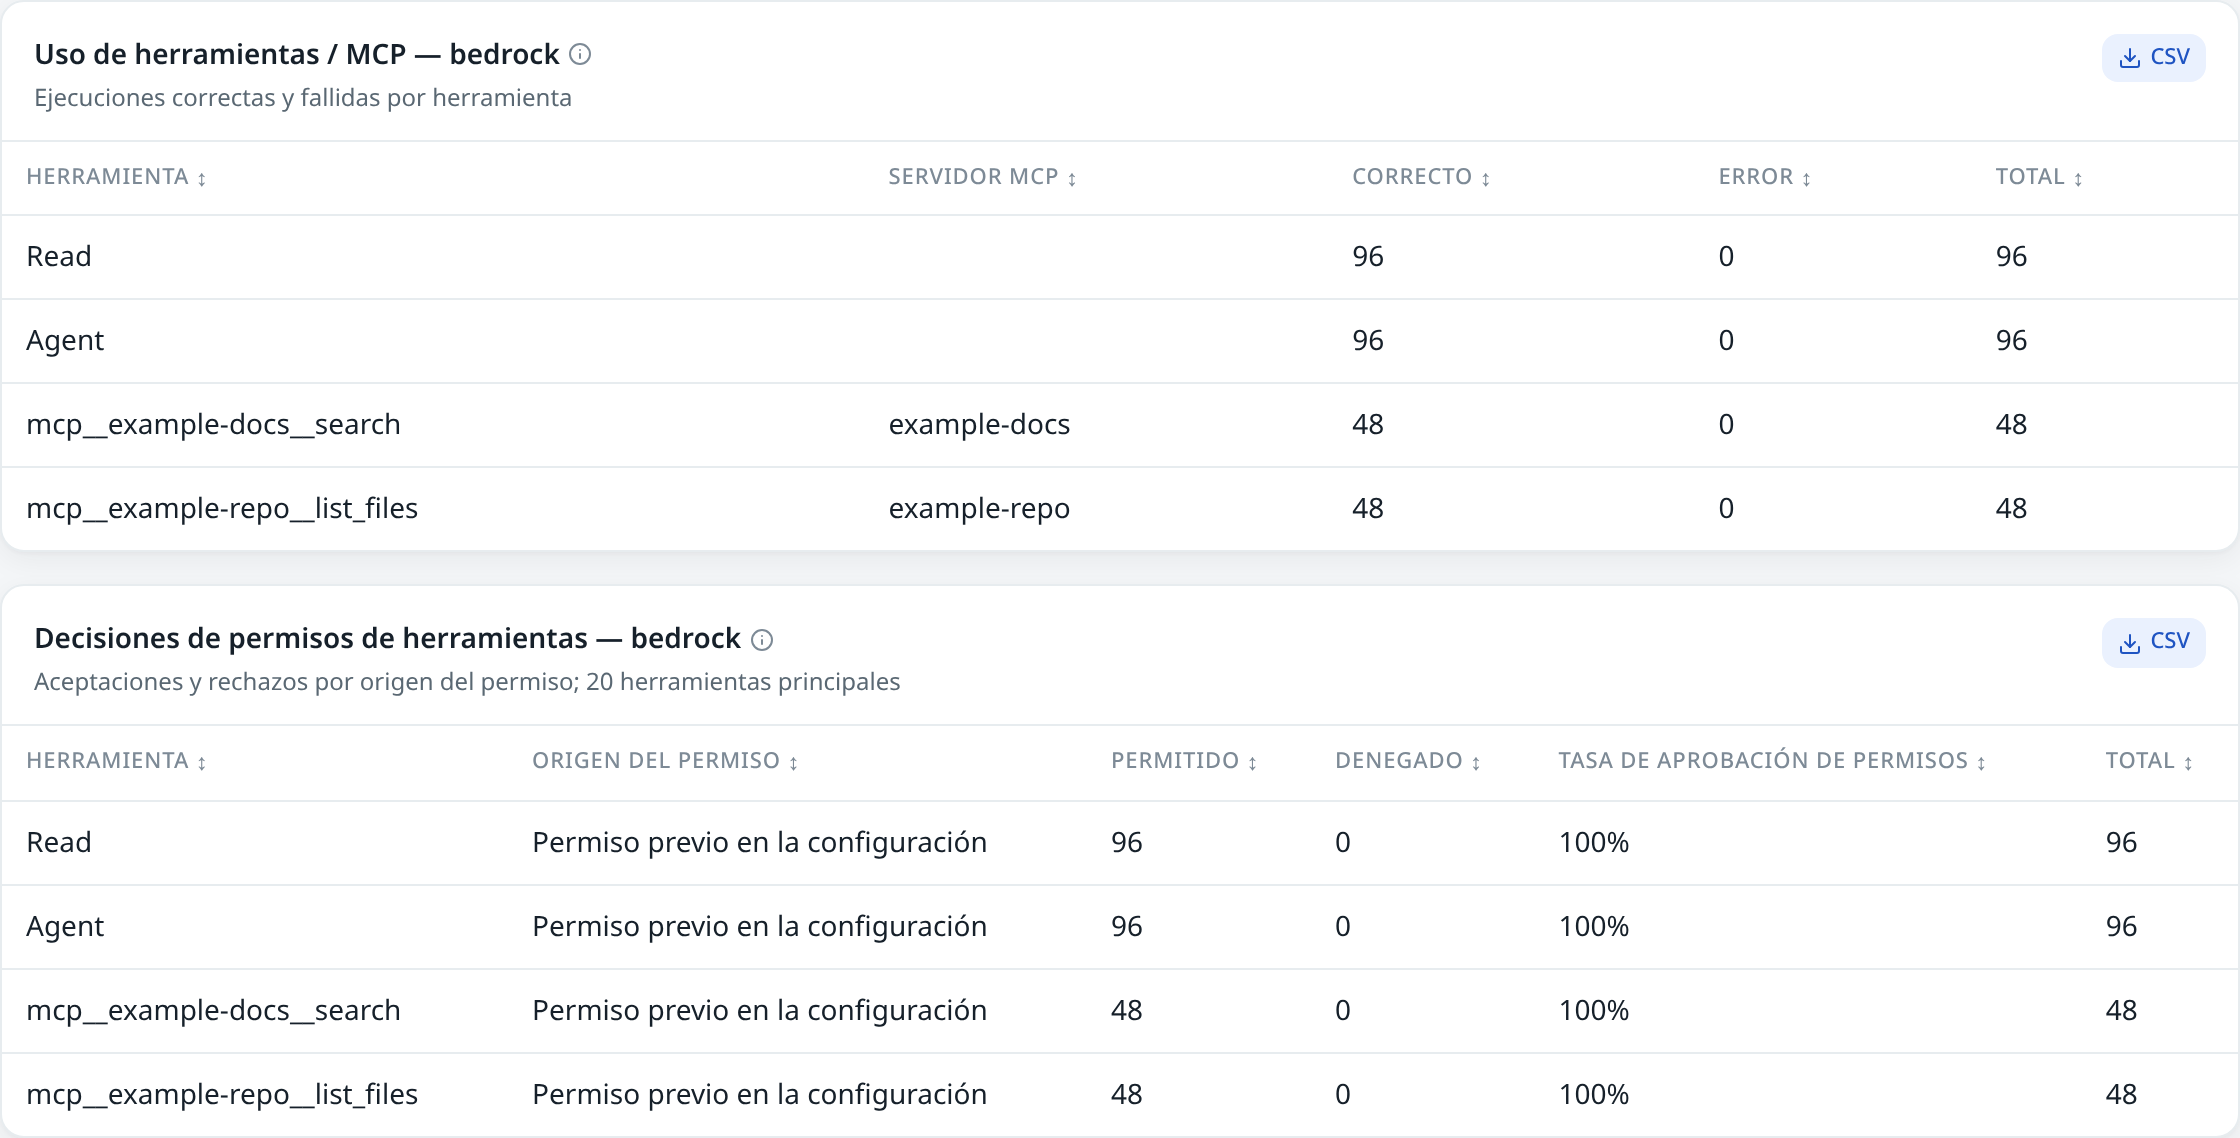 Uso de herramientas / MCP — bedrock
CSV
Ejecuciones correctas y fallidas por herramienta
HERRAMIENTA ↕ SERVIDOR MCP ↕ CORRECTO ↕ ERROR ↕ TOTAL ↕
Read 96 0 96
Agent 96 0 96
mcp__example-docs__search example-docs 48 0 48
mcp__example-repo__list_files example-repo 48 0 48
Decisiones de permisos de herramientas — bedrock
CSV
Aceptaciones y rechazos por origen del permiso; 20 herramientas principales
HERRAMIENTA ↕ ORIGEN DEL PERMISO ↕ PERMITIDO ↕ DENEGADO ↕ TASA DE APROBACIÓN DE PERMISOS ↕ TOTAL ↕
Read Permiso previo en la configuración 96 0 100% 96
Agent Permiso previo en la configuración 96 0 100% 96
mcp__example-docs__search Permiso previo en la configuración 48 0 100% 48
mcp__example-repo__list_files Permiso previo en la configuración 48 0 100% 48